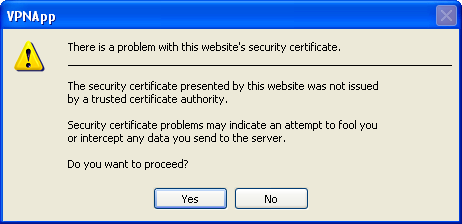 VPNApp
There is a problem with this website's security certificate.
The security certificate presented by this website was not issued
by a trusted certificate authority.
Security certificate problems may indicate an attempt to fool you
or intercept any data you send to the server.
Do you want to proceed?
Yes
No